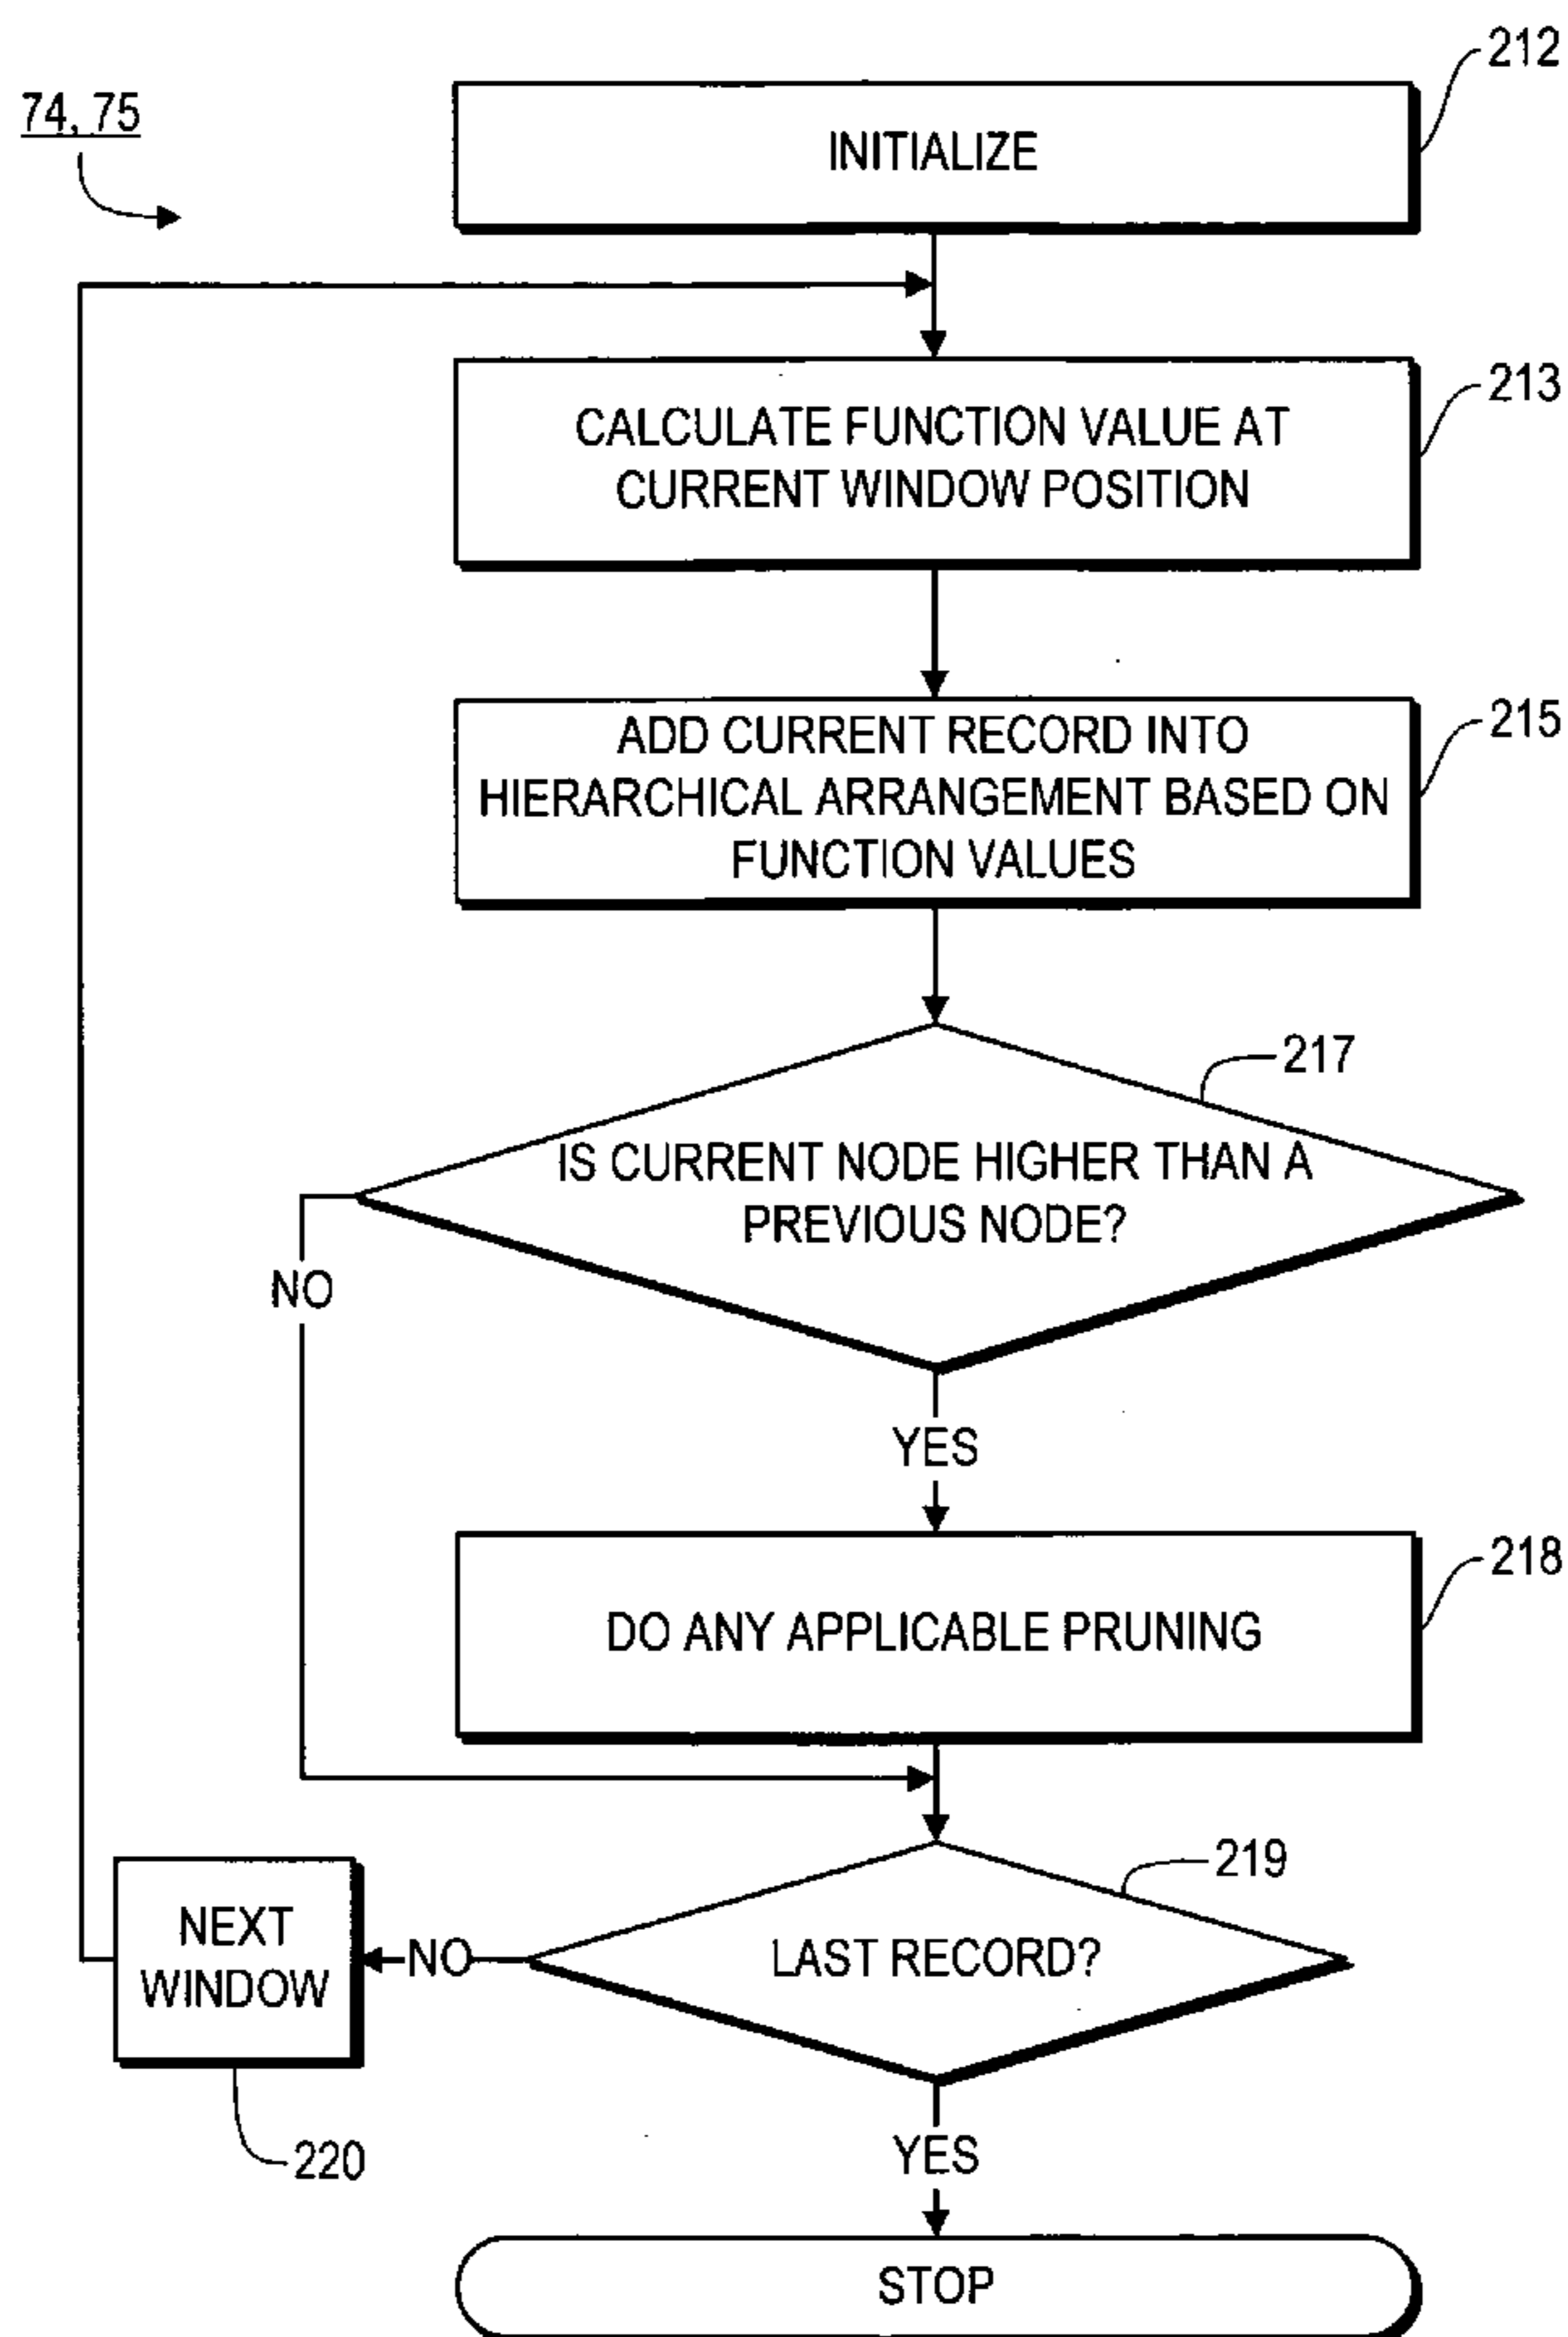 212
74, 75
INITIALIZE
213
CALCULATE FUNCTION VALUE AT
CURRENT WINDOW POSITION
215
ADD CURRENT RECORD INTO
HIERARCHICAL ARRANGEMENT BASED ON
FUNCTION VALUES
217
IS CURRENT NODE HIGHER THAN A
PREVIOUS NODE?
NO
YES
218
DO ANY APPLICABLE PRUNING
219
LAST RECORD?
NO
NEXT
WINDOW
220
YES
STOP